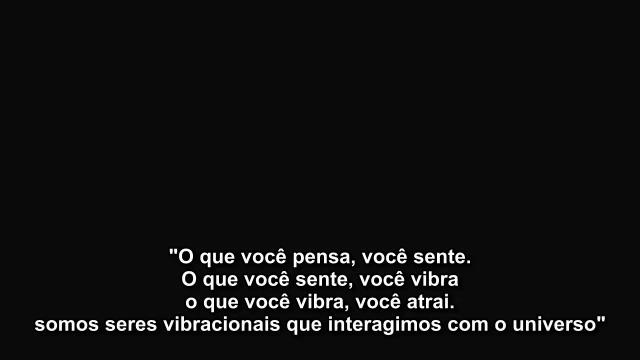 "O que você pensa, você sente.
O que você sente, você vibra
o que você vibra, você atrai.
somos seres vibracionais que interagimos com o universo"